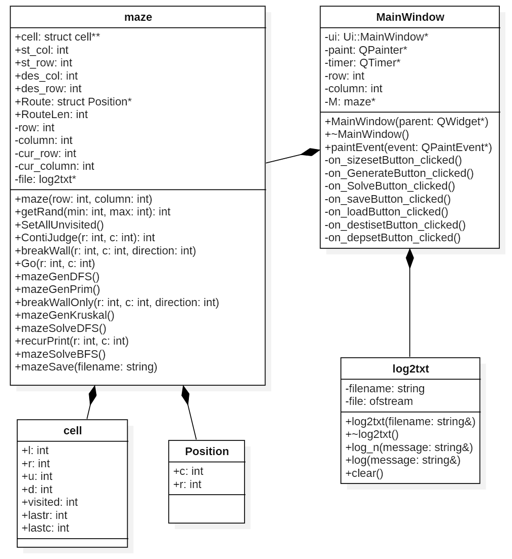 maze
+cell: struct cell**
+st_col: int
+st_row: int
+des_col: int
+des_row: int
+Route: struct Position*
+RouteLen: int
-row: int
-column: int
-cur_row: int
-cur_column: int
-file: log2txt*
+maze(row: int, column: int)
+getRand(min: int, max: int): int
+SetAllUnvisited()
+ContiJudge(r: int, c: int): int
+breakWall(r: int, c: int, direction: int)
+Go(r: int, c: int)
+mazeGenDFS()
+mazeGenPrim()
+breakWallOnly(r: int, c: int, direction: int)
+mazeGenKruskal()
+mazeSolveDFS()
+recurPrint(r: int, c: int)
+mazeSolveBFS()
+mazeSave(filename: string)
MainWindow
-ui: Ui::MainWindow*
-paint: QPainter*
-timer: QTimer*
-row: int
-column: int
-M: maze*
+MainWindow(parent: QWidget*)
+~MainWindow()
+paintEvent(event: QPaintEvent*)
-on_sizesetButton_clicked()
-on_GenerateButton_clicked()
-on_SolveButton_clicked()
-on_saveButton_clicked()
-on_loadButton_clicked()
-on_destisetButton_clicked()
-on_depsetButton_clicked()
cell
+l: int
+r: int
+u: int
+d: int
+visited: int
+lastr: int
+lastc: int
Position
+c: int
+r: int
log2txt
-filename: string
-file: ofstream
+log2txt(filename: string&)
+~log2txt()
+log_n(message: string&)
+log(message: string&)
+clear()